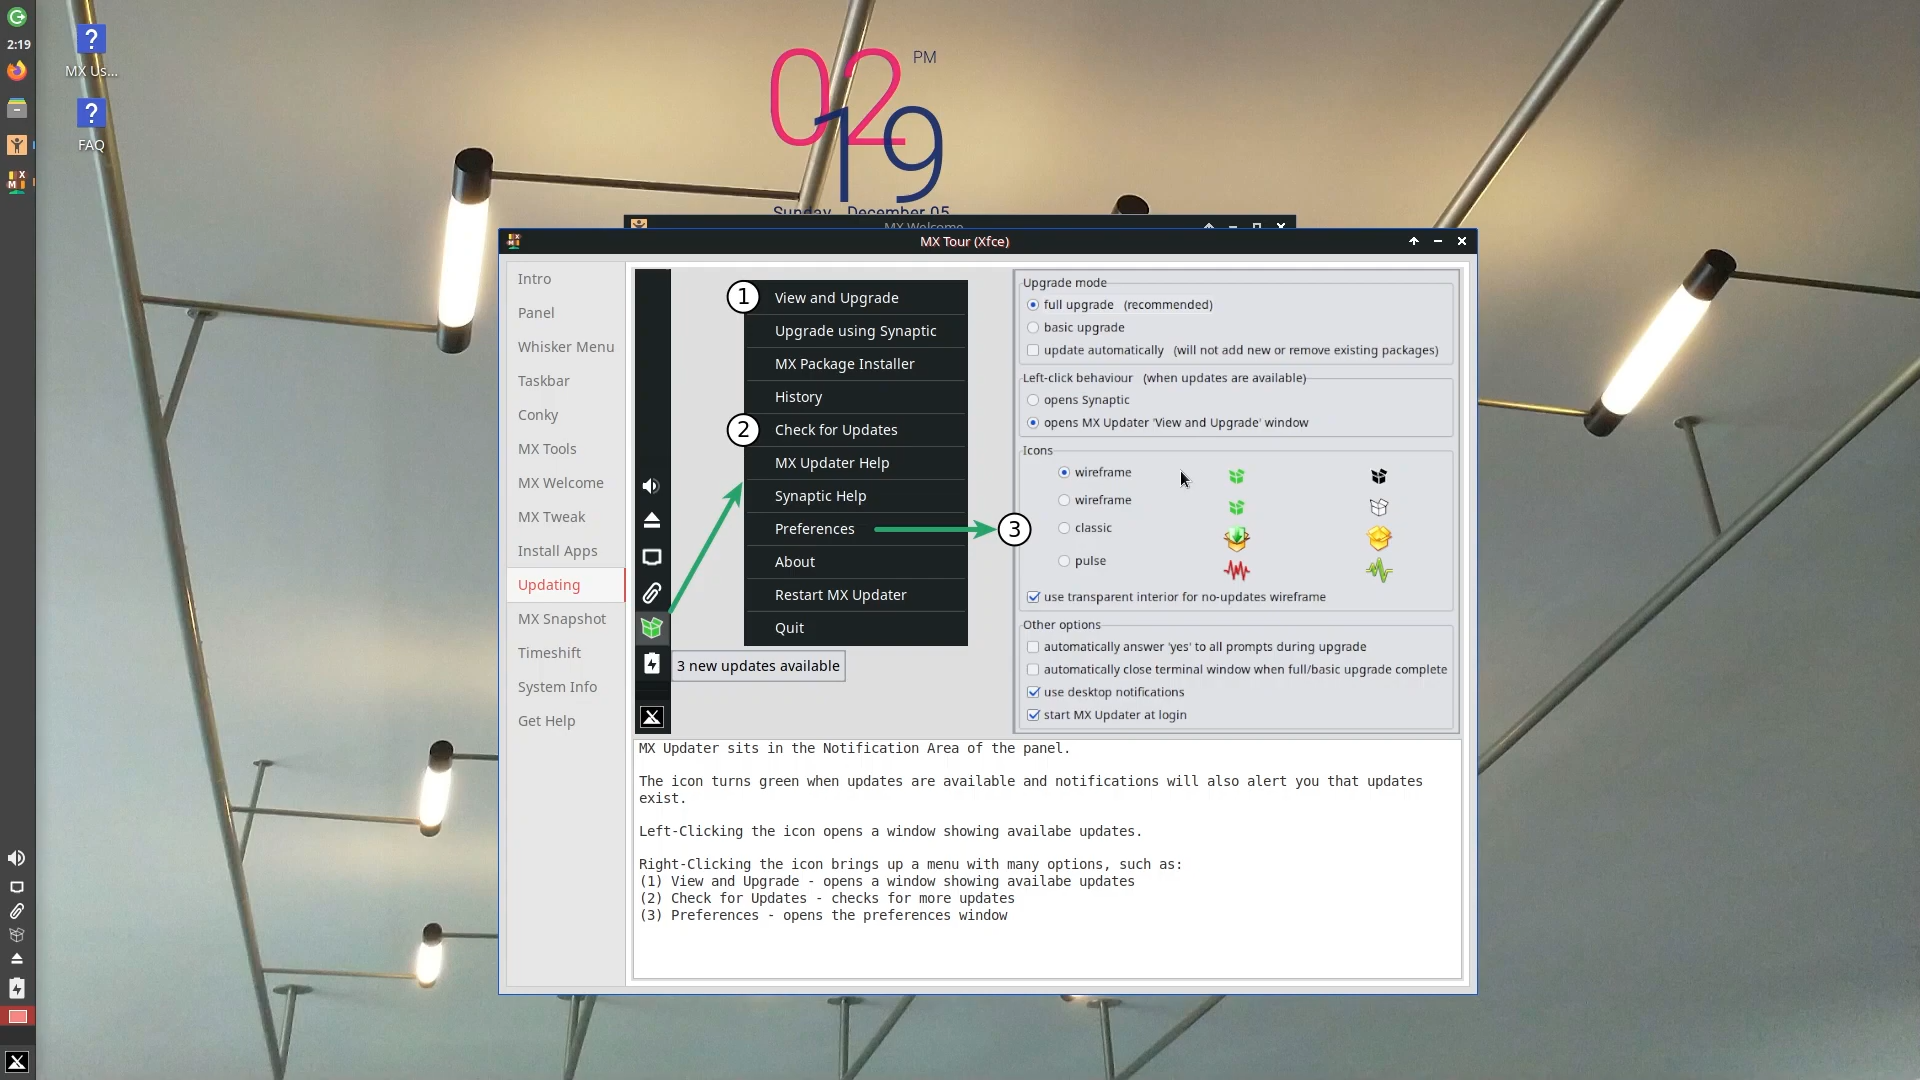 2:19
MX Us...
FAQ
02
PM
19
Sunday, December 05
MX Welcome
MX Tour (Xfce)
Intro
Panel
Whisker Menu
Taskbar
Conky
MX Tools
MX Welcome
MX Tweak
Install Apps
Updating
MX Snapshot
Timeshift
System Info
Get Help
1 View and Upgrade
Upgrade using Synaptic
MX Package Installer
History
2 Check for Updates
MX Updater Help
Synaptic Help
Preferences
3
About
Restart MX Updater
Quit
3 new updates available
Upgrade mode
full upgrade (recommended)
basic upgrade
update automatically (will not add new or remove existing packages)
Left-click behaviour (when updates are available)
opens Synaptic
opens MX Updater 'View and Upgrade' window
Icons
wireframe
wireframe
classic
pulse
use transparent interior for no-updates wireframe
Other options
automatically answer 'yes' to all prompts during upgrade
automatically close terminal window when full/basic upgrade complete
use desktop notifications
start MX Updater at login
MX Updater sits in the Notification Area of the panel.
The icon turns green when updates are available and notifications will also alert you that updates
exist.
Left-Clicking the icon opens a window showing availabe updates.
Right-Clicking the icon brings up a menu with many options, such as:
(1) View and Upgrade - opens a window showing availabe updates
(2) Check for Updates - checks for more updates
(3) Preferences - opens the preferences window